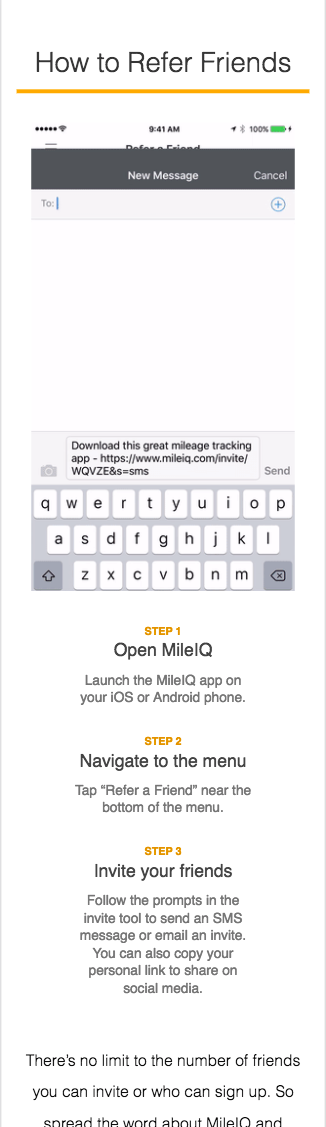 How to Refer Friends
9:41 AM
100%
Refer a Friend
New Message
Cancel
To:
Download this great mileage tracking
app - https://www.mileiq.com/invite/
WQVZE&s=sms
Send
q w e r t y u i o p
a s d f g h j k l
z x c v b n m
STEP 1
Open MileIQ
Launch the MileIQ app on
your iOS or Android phone.
STEP 2
Navigate to the menu
Tap “Refer a Friend” near the
bottom of the menu.
STEP 3
Invite your friends
Follow the prompts in the
invite tool to send an SMS
message or email an invite.
You can also copy your
personal link to share on
social media.
There’s no limit to the number of friends
you can invite or who can sign up. So
spread the word about MileIQ and